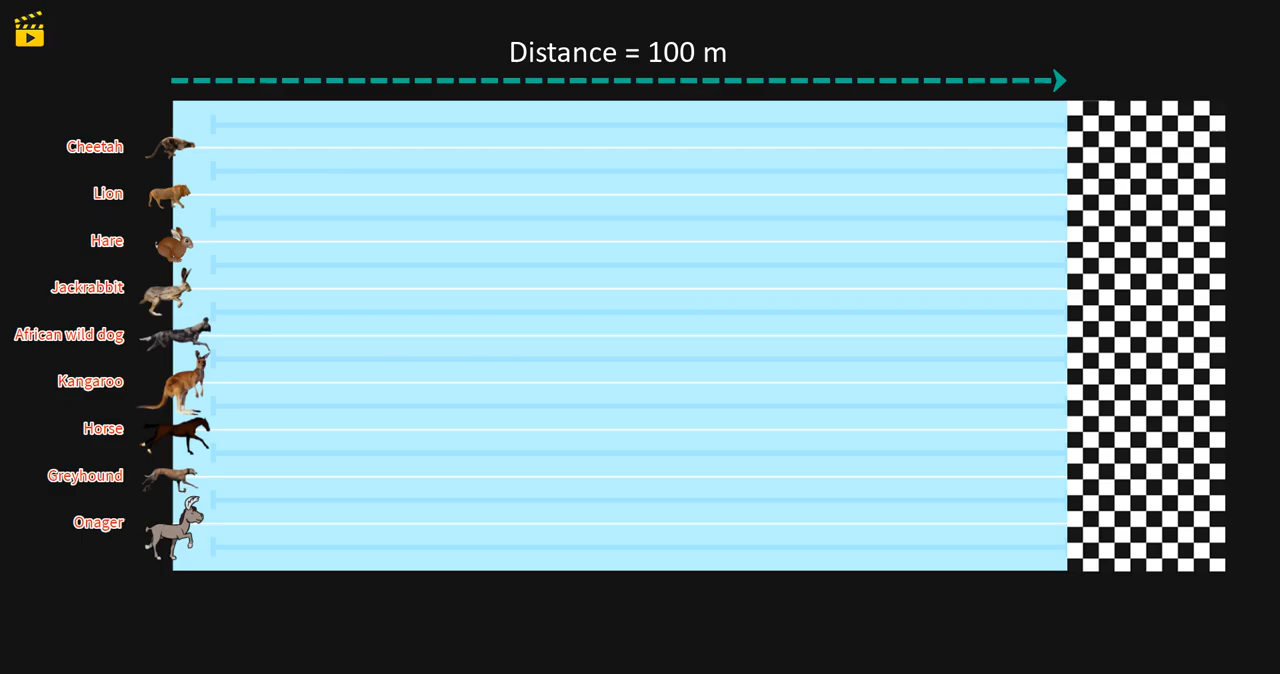 Distance = 100 m
Cheetah
Lion
Hare
Jackrabbit
African wild dog
Kangaroo
Horse
Greyhound
Onager